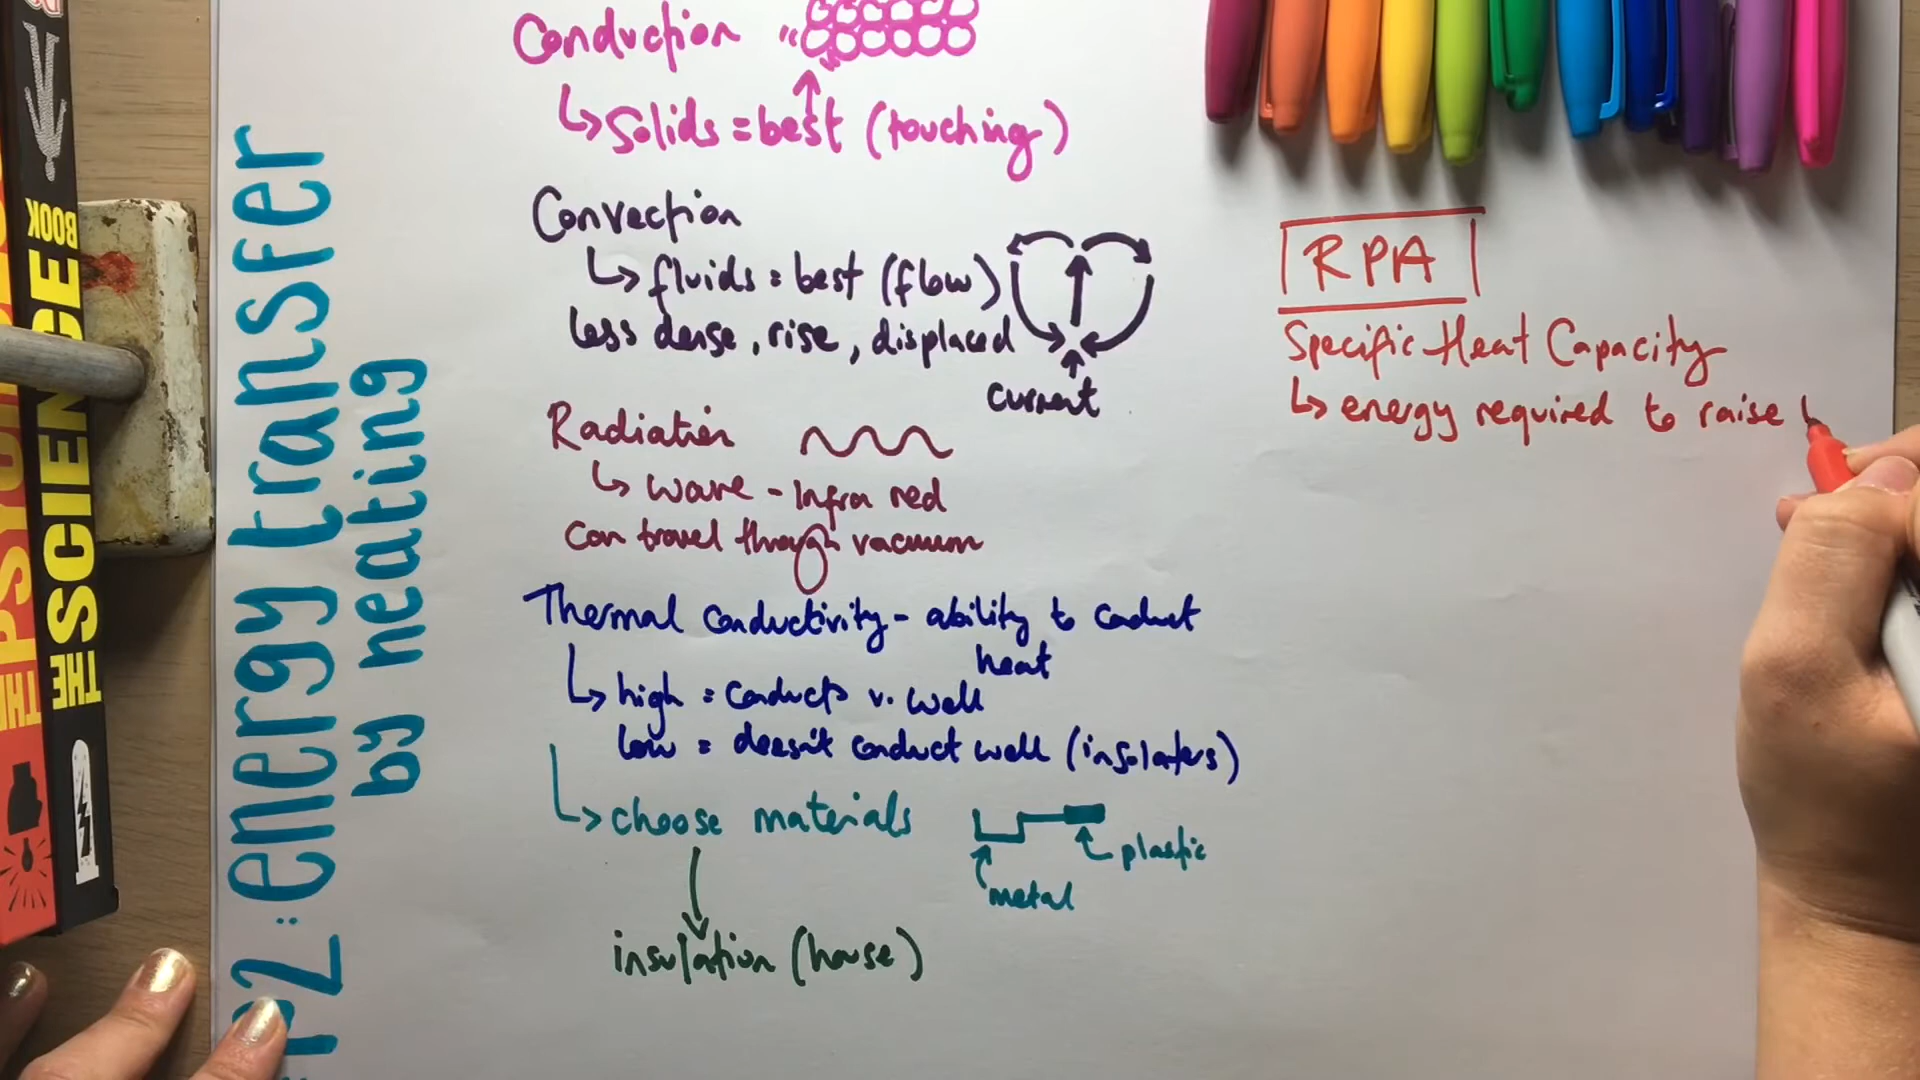 Conduction
↳ Solids = best (touching)
Convection
↳ fluids = best (flow)
less dense, rise, displaced
current
Radiation
↳ wave - Infra red
Can travel through vacuum
Thermal conductivity - ability to conduct
heat
↳ high = conducts v. well
low = doesn't conduct well (insolators)
↳ choose materials
plastic
metal
insulation (house)
RPA
Specific Heat Capacity
↳ energy required to raise
P2: energy transfer
by heating
THE SCIENCE BOOK
THE